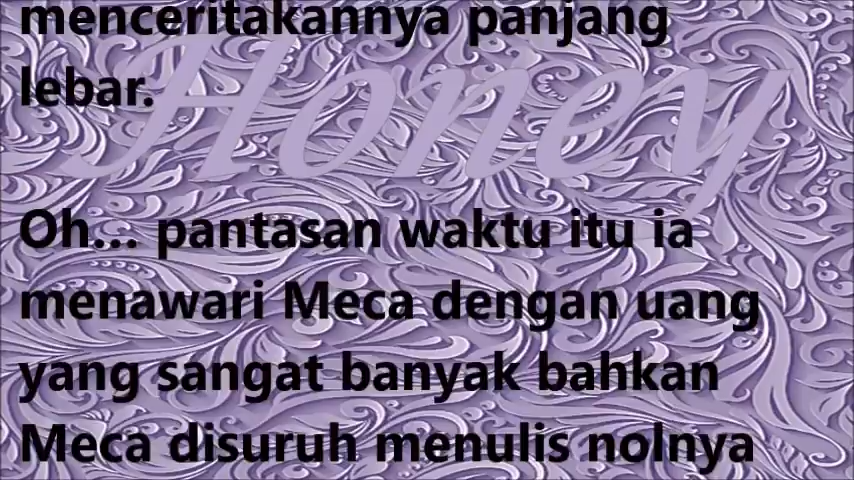 menceritakannya panjang
lebar.
Honey
Oh... pantasan waktu itu ia
menawari Meca dengan uang
yang sangat banyak bahkan
Meca disuruh menulis nolnya